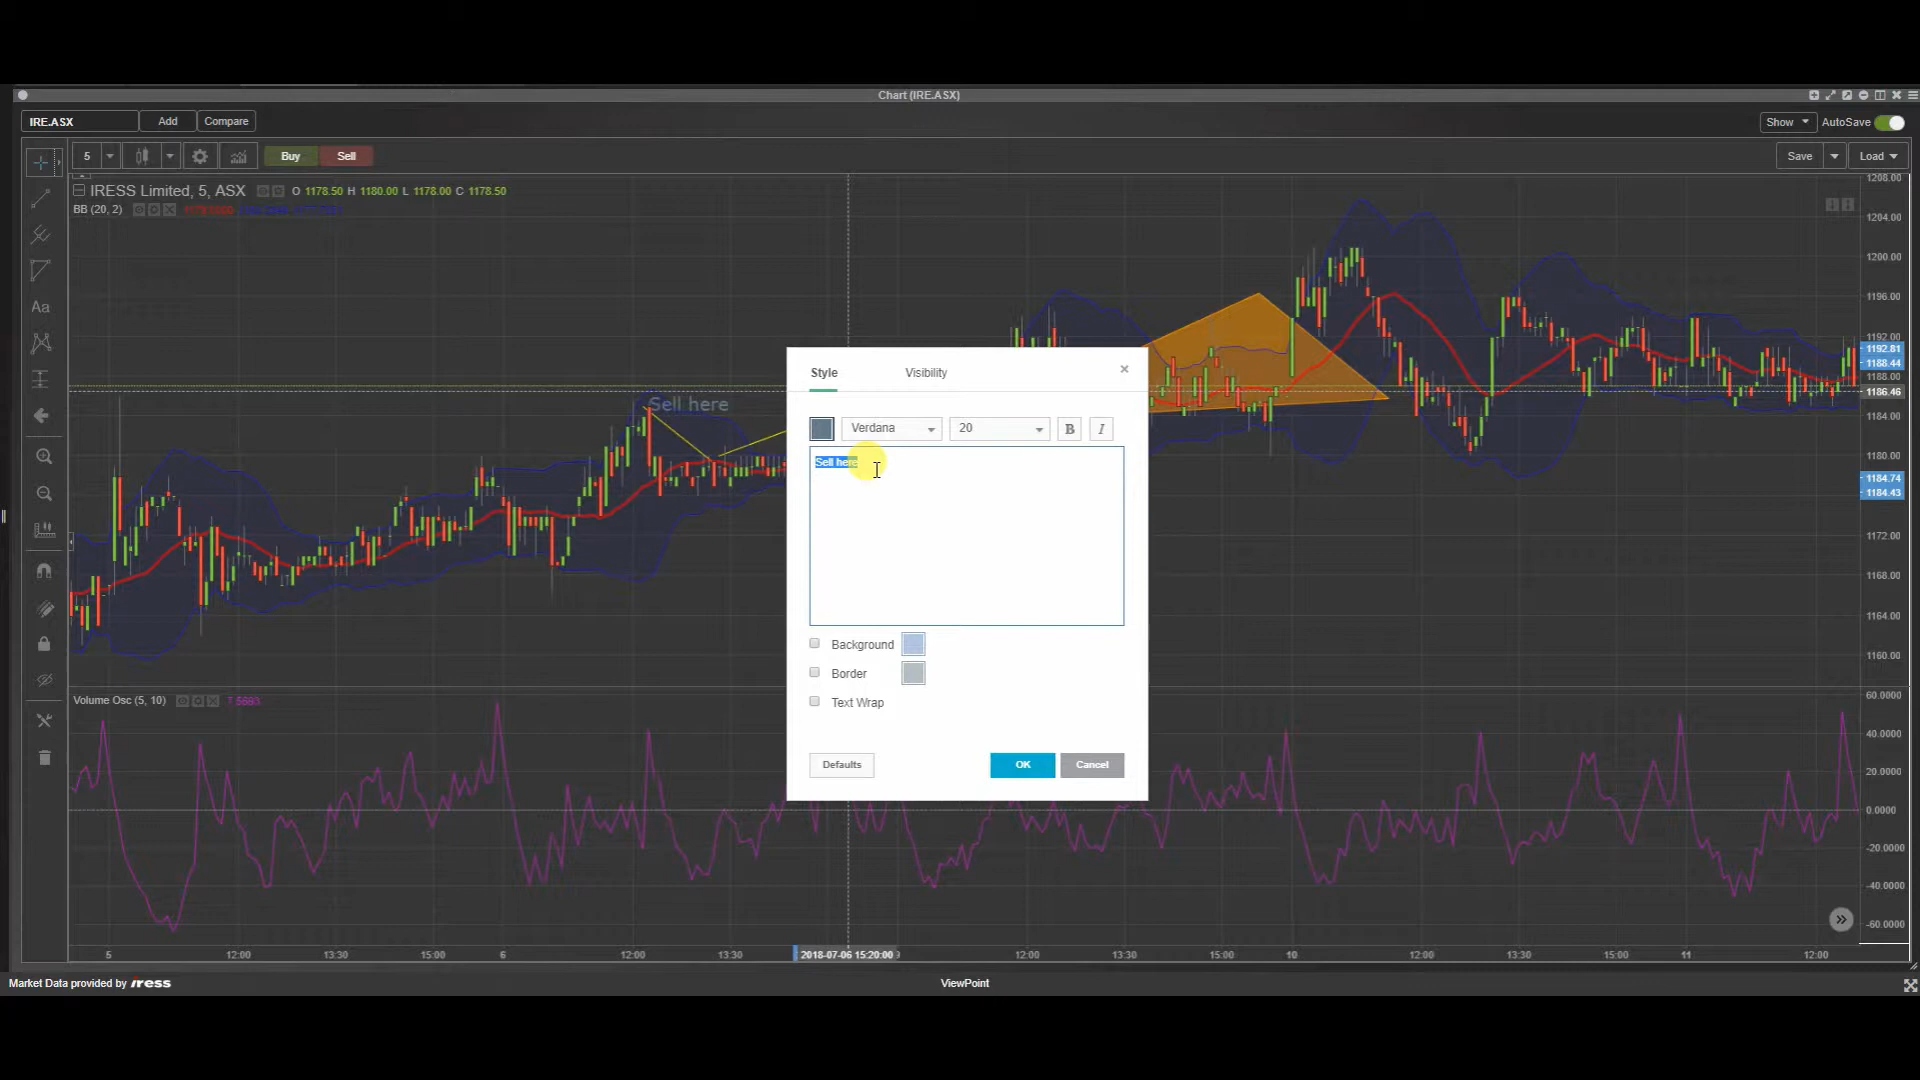 Chart (IRE.ASX)
IRE.ASX Add Compare Show AutoSave
5 Buy Sell Save Load
IRESS Limited, 5, ASX O 1178.50 H 1180.00 L 1178.00 C 1178.50
BB (20, 2)
Aa
Sell here
Style Visibility ×
Verdana 20 B I
Sell here
Background
Border
Text Wrap
Defaults OK Cancel
1208.00
1204.00
1200.00
1196.00
1192.00
1192.81
1188.44
1188.00
1186.46
1184.00
1180.00
1184.74
1184.43
1172.00
1168.00
1164.00
1160.00
Volume Osc (5, 10)
60.0000
40.0000
20.0000
0.0000
-20.0000
-40.0000
-60.0000
5 12:00 13:30 15:00 6 12:00 13:30 2018-07-06 15:20:00 12:00 13:30 15:00 10 12:00 13:30 15:00 11 12:00
Market Data provided by iress ViewPoint